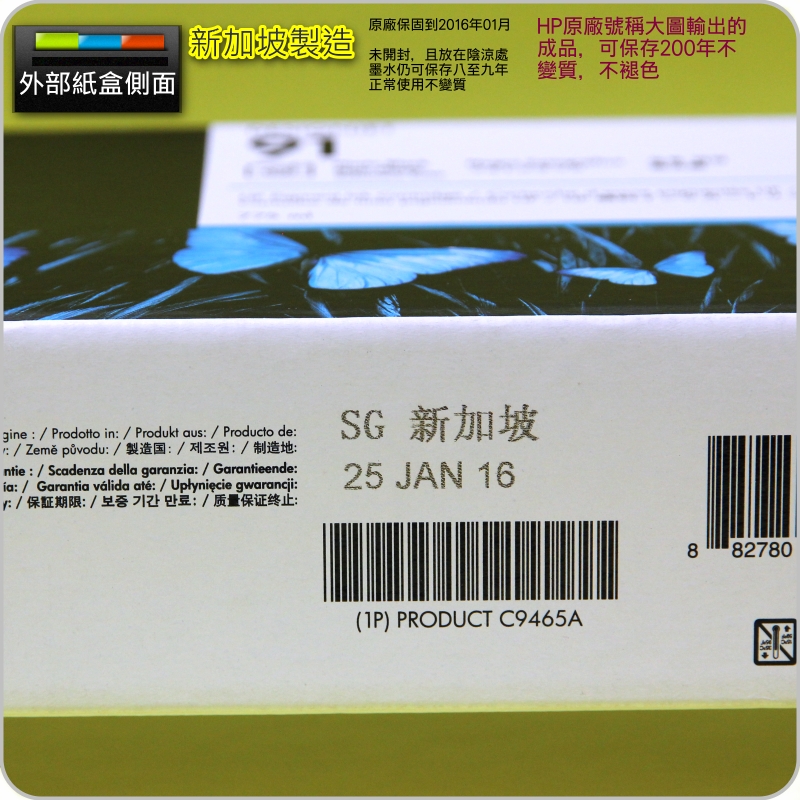 外部紙盒側面
新加坡製造
原廠保固到2016年01月
未開封，且放在陰涼處
墨水仍可保存八至九年
正常使用不變質
HP原廠號稱大圖輸出的
成品，可保存200年不
變質，不褪色
91
gine : / Prodotto in: / Produkt aus: / Producto de:
: / Země původu: / 製造国: / 제조원: / 制造地:
ntie : / Scadenza della garanzia: / Garantieende:
ía: / Garantía válida até: / Upłynięcie gwarancji:
y: / 保証期限: / 보증 기간 만료: / 质量保证终止:
SG 新加坡
25 JAN 16
(1P) PRODUCT C9465A
8 82780